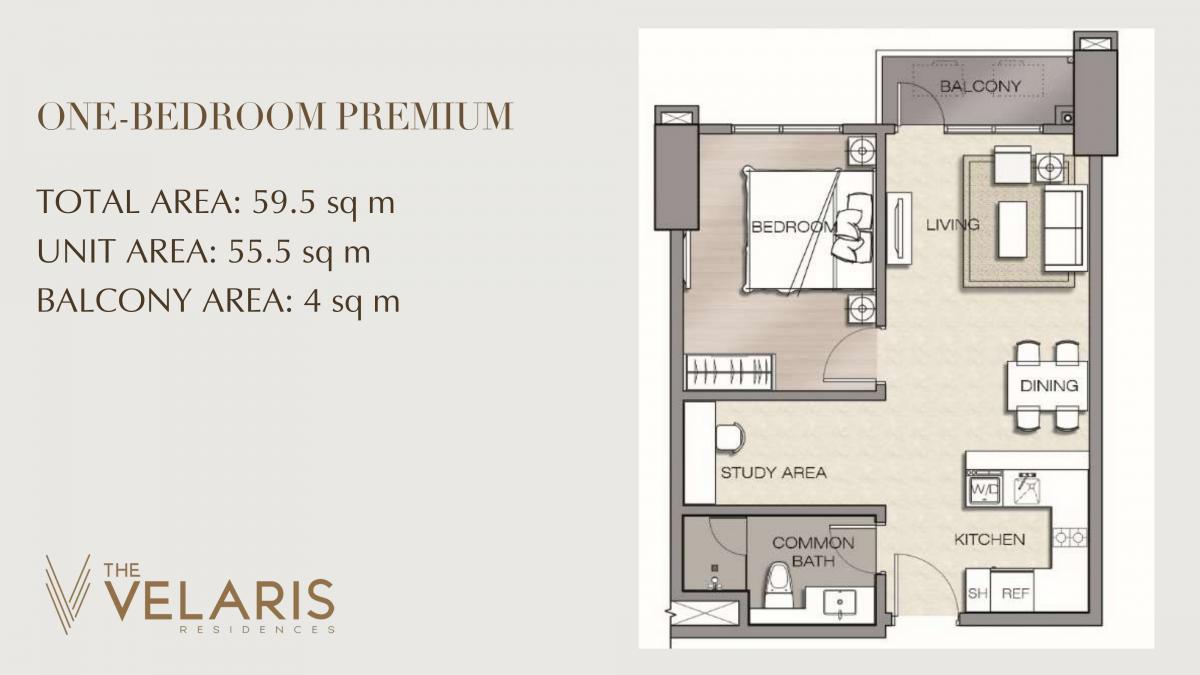 ONE-BEDROOM PREMIUM
TOTAL AREA: 59.5 sq m
UNIT AREA: 55.5 sq m
BALCONY AREA: 4 sq m
THE
VELARIS
RESIDENCES
BALCONY
BEDROOM
LIVING
DINING
STUDY AREA
W/D
KITCHEN
COMMON
BATH
SH
REF